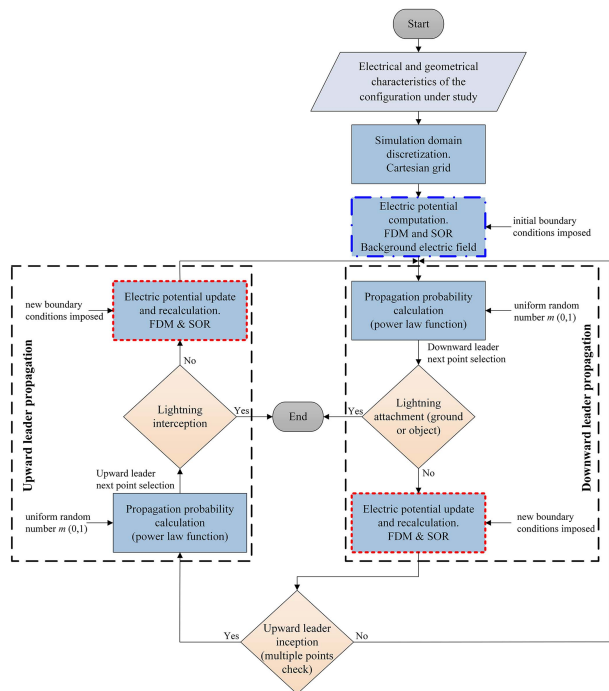 Start
Electrical and geometrical
characteristics of the
configuration under study
Simulation domain
discretization.
Cartesian grid
Electric potential
computation.
FDM and SOR
Background electric field
initial boundary
conditions imposed
Upward leader propagation
new boundary
conditions imposed
Electric potential update
and recalculation.
FDM & SOR
No
Lightning
interception
Yes
Upward leader
next point selection
uniform random
number m (0,1)
Propagation probability
calculation
(power law function)
End
Downward leader propagation
Propagation probability
calculation
(power law function)
uniform random
number m (0,1)
Downward leader
next point selection
Yes
Lightning
attachment (ground
or object)
No
Electric potential update
and recalculation.
FDM & SOR
new boundary
conditions imposed
Yes
Upward leader
inception
(multiple points
check)
No